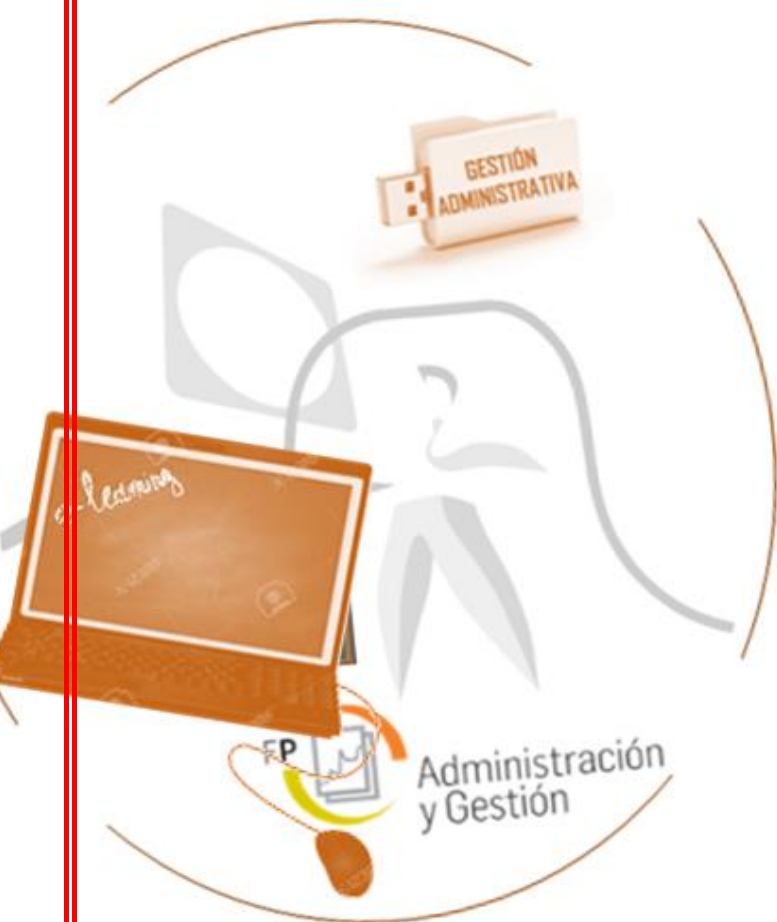 GESTIÓN
ADMINISTRATIVA
e-learning
FP
Administración
y Gestión